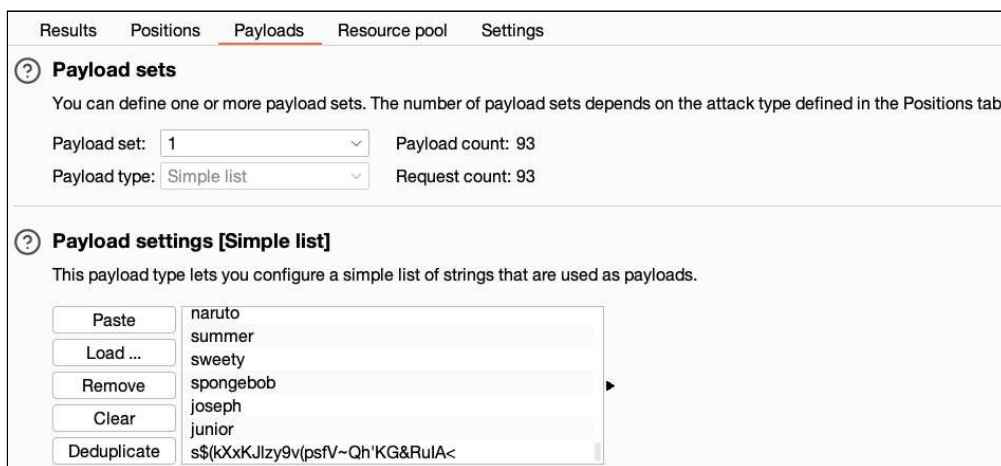 Results Positions Payloads Resource pool Settings
? Payload sets
You can define one or more payload sets. The number of payload sets depends on the attack type defined in the Positions tab
Payload set: 1 Payload count: 93
Payload type: Simple list Request count: 93
? Payload settings [Simple list]
This payload type lets you configure a simple list of strings that are used as payloads.
Paste
Load ...
Remove
Clear
Deduplicate
naruto
summer
sweety
spongebob
joseph
junior
s$(kXxKJlzy9v(psfV~Qh'KG&RulA<